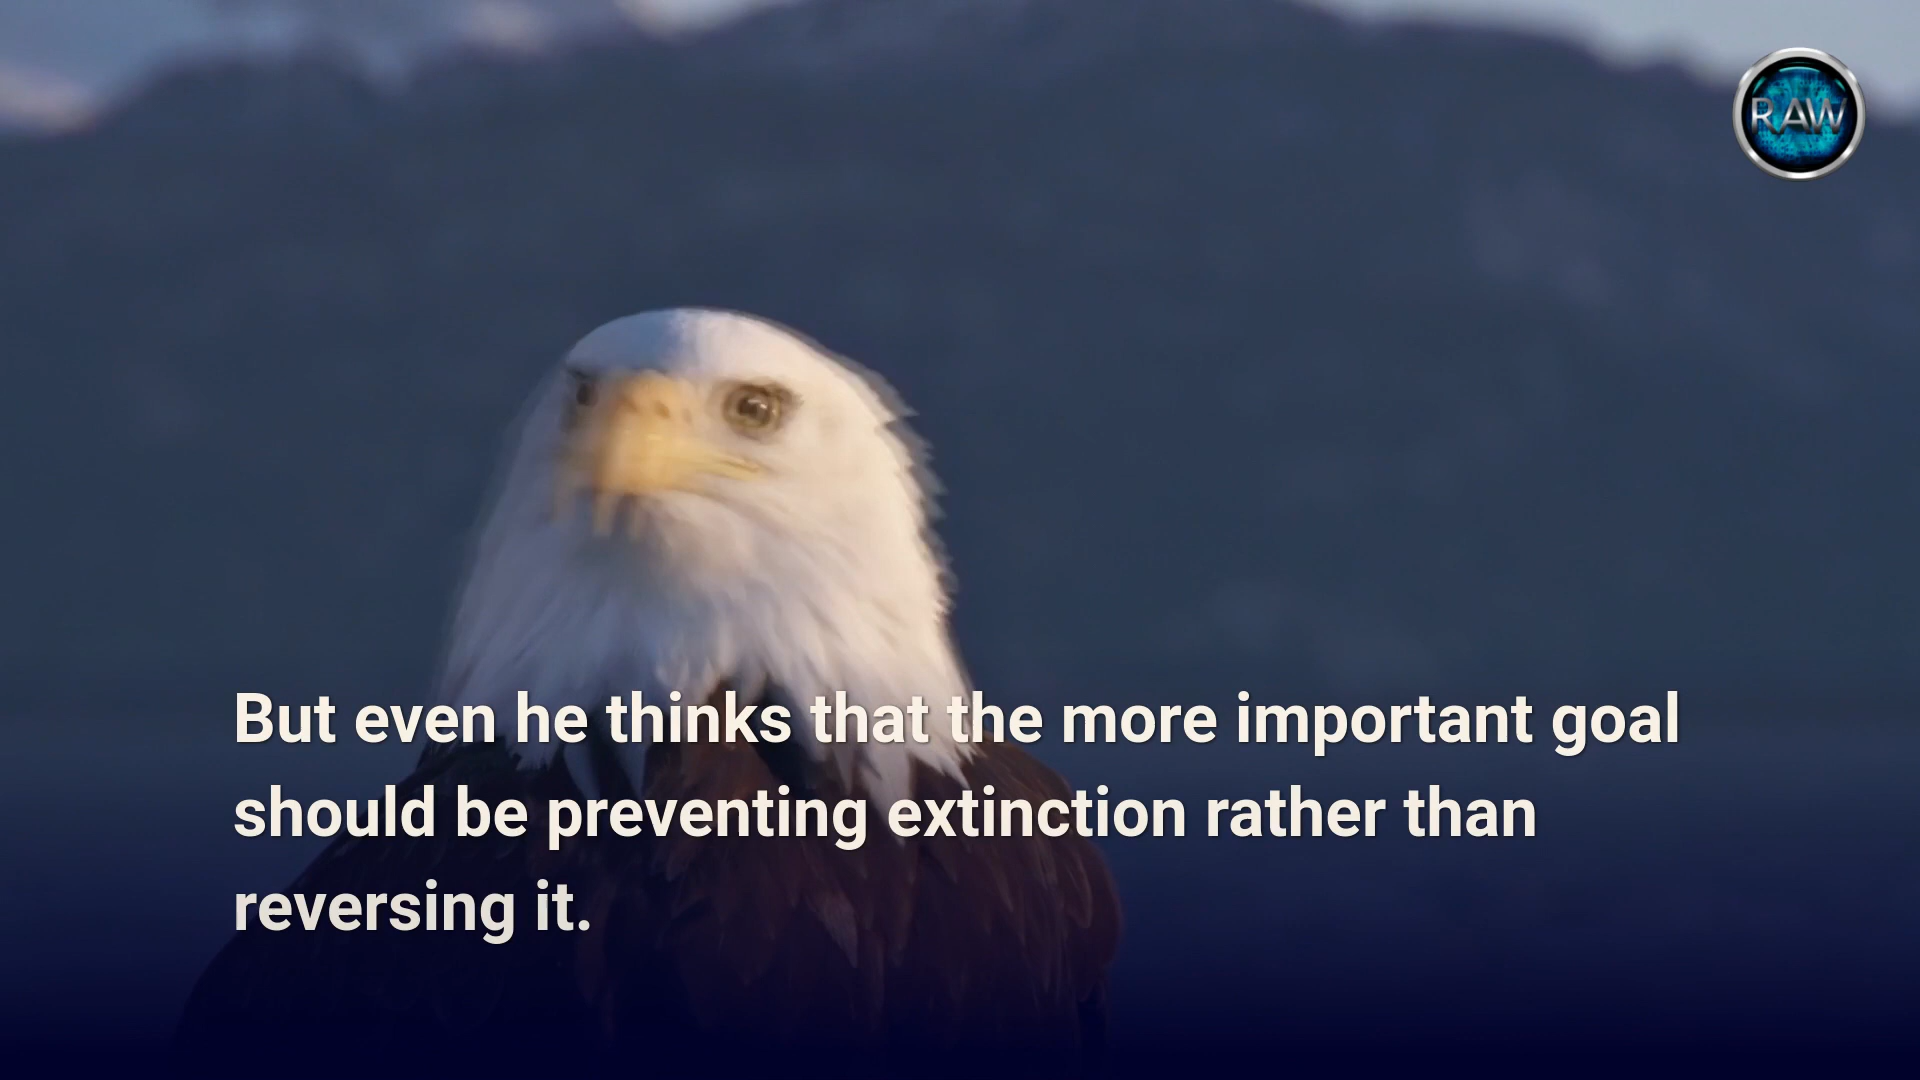 RAW
But even he thinks that the more important goal
should be preventing extinction rather than
reversing it.